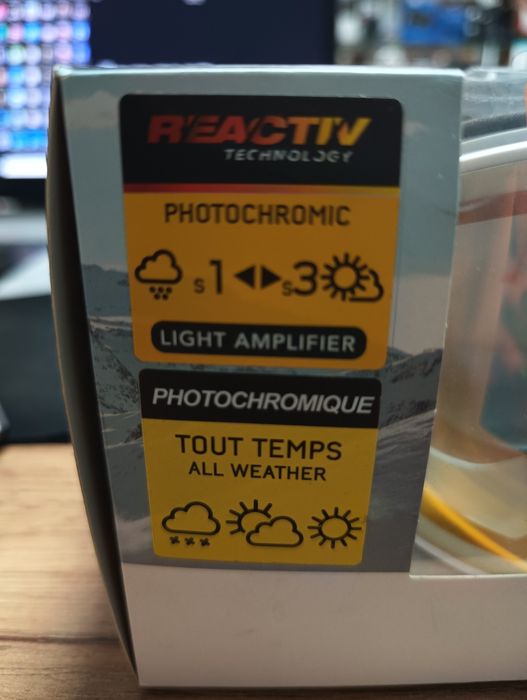 REACTIV
TECHNOLOGY
PHOTOCHROMIC
s1 ◀▶ s3
LIGHT AMPLIFIER
PHOTOCHROMIQUE
TOUT TEMPS
ALL WEATHER